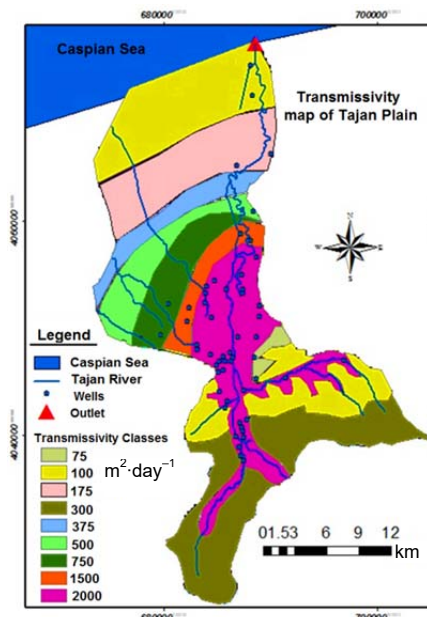 680000 700000
Caspian Sea
Transmissivity
map of Tajan Plain
4060000
Legend
Caspian Sea
Tajan River
Wells
Outlet
Transmissivity Classes
75
100 m²·day⁻¹
175
300
375
500
750
1500
2000
4040000
01.53 6 9 12
km
680000 700000